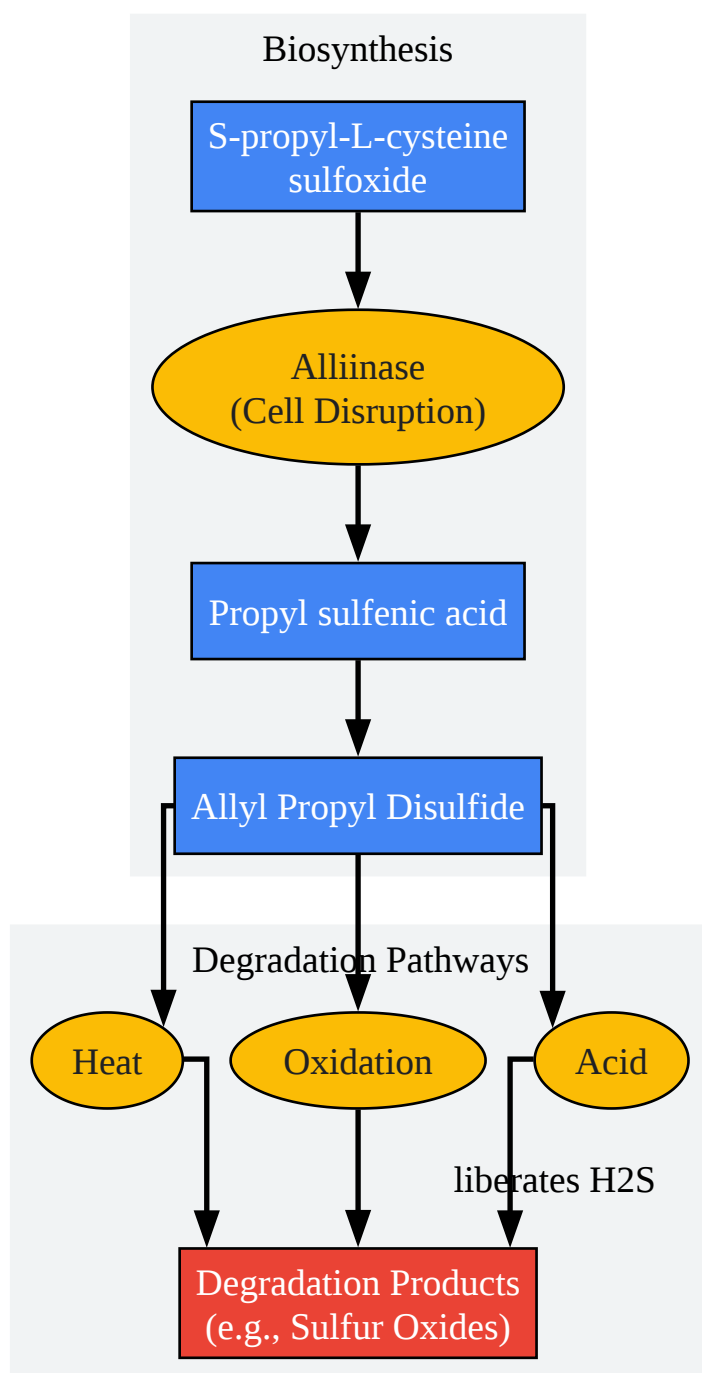 Biosynthesis
S-propyl-L-cysteine
sulfoxide
Alliinase
(Cell Disruption)
Propyl sulfenic acid
Allyl Propyl Disulfide
Degradation Pathways
Heat
Oxidation
Acid
liberates H2S
Degradation Products
(e.g., Sulfur Oxides)